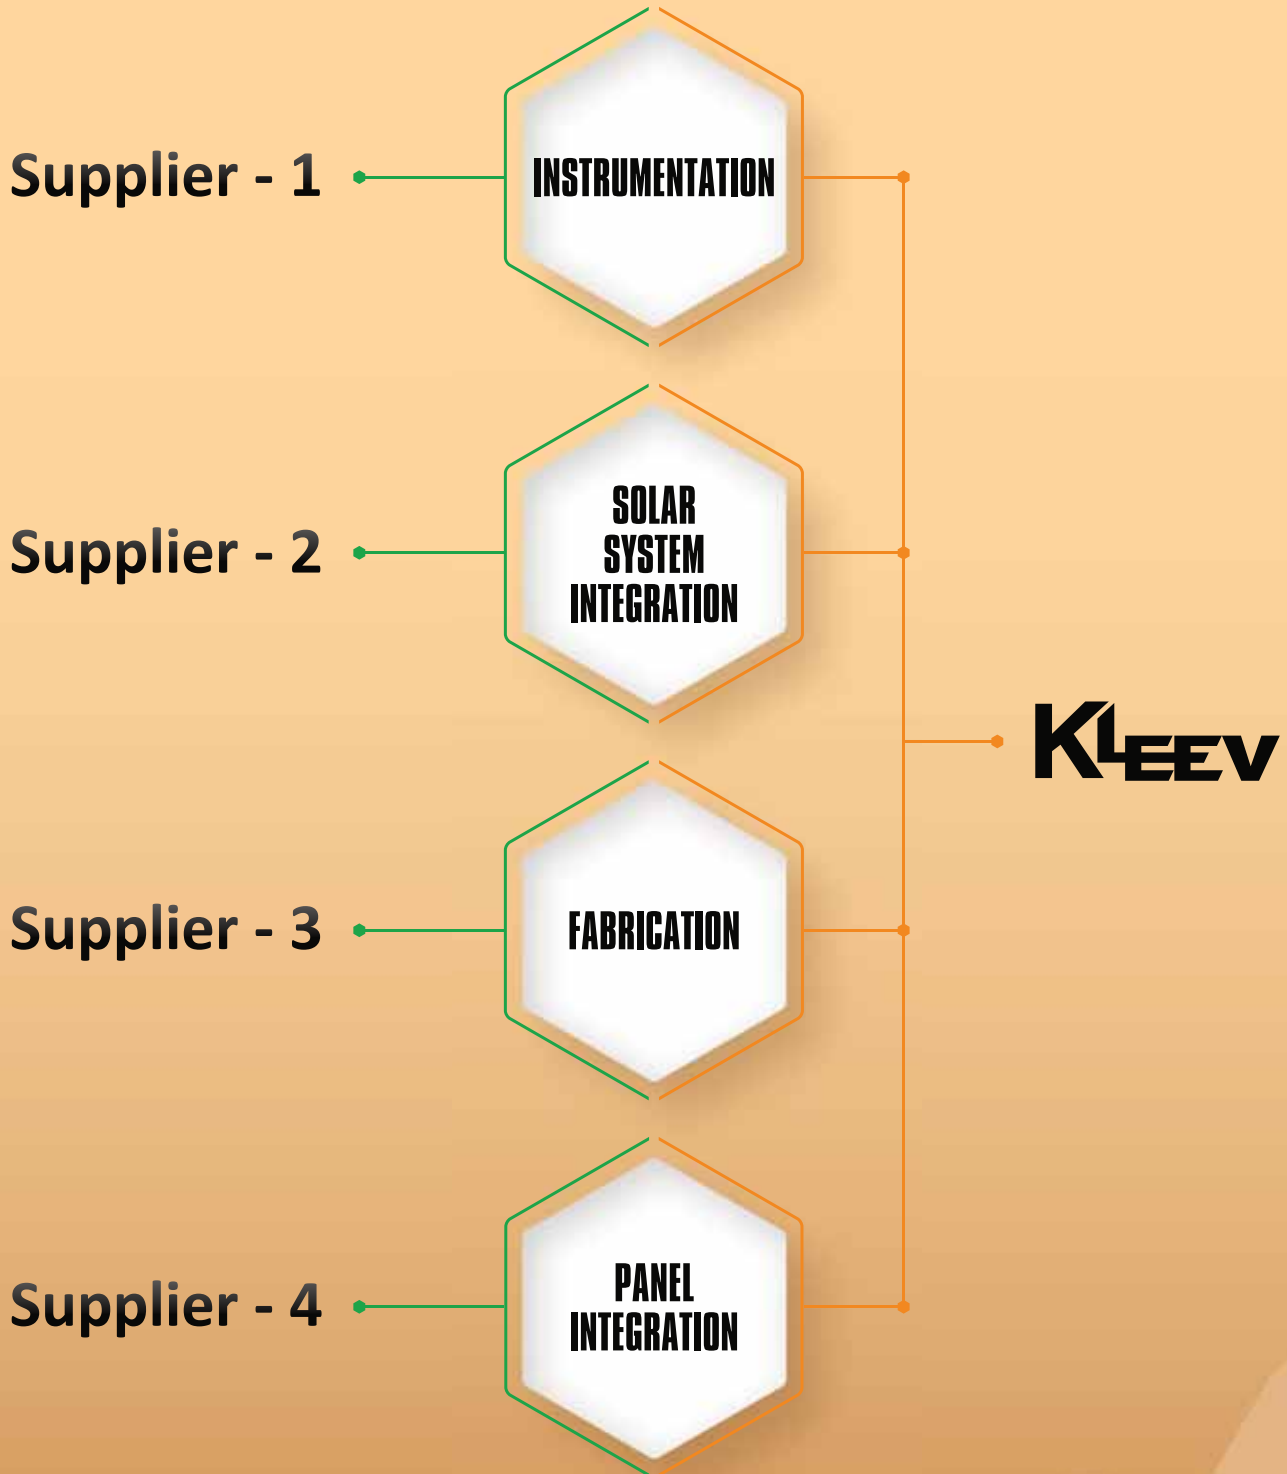 Supplier - 1
INSTRUMENTATION
Supplier - 2
SOLAR
SYSTEM
INTEGRATION
KLEEV
Supplier - 3
FABRICATION
Supplier - 4
PANEL
INTEGRATION